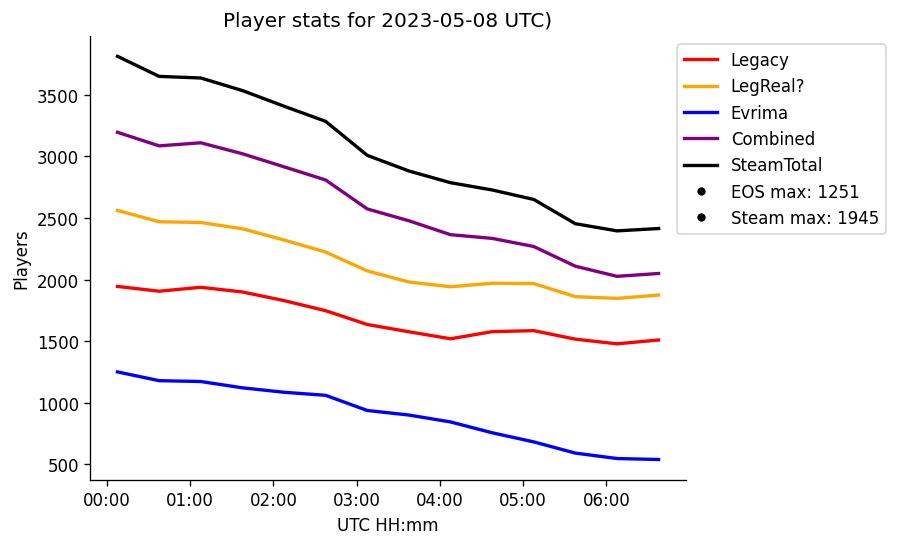 Player stats for 2023-05-08 UTC)
Legacy
LegReal?
Evrima
Combined
SteamTotal
EOS max: 1251
Steam max: 1945
Players
3500
3000
2500
2000
1500
1000
500
00:00 01:00 02:00 03:00 04:00 05:00 06:00
UTC HH:mm